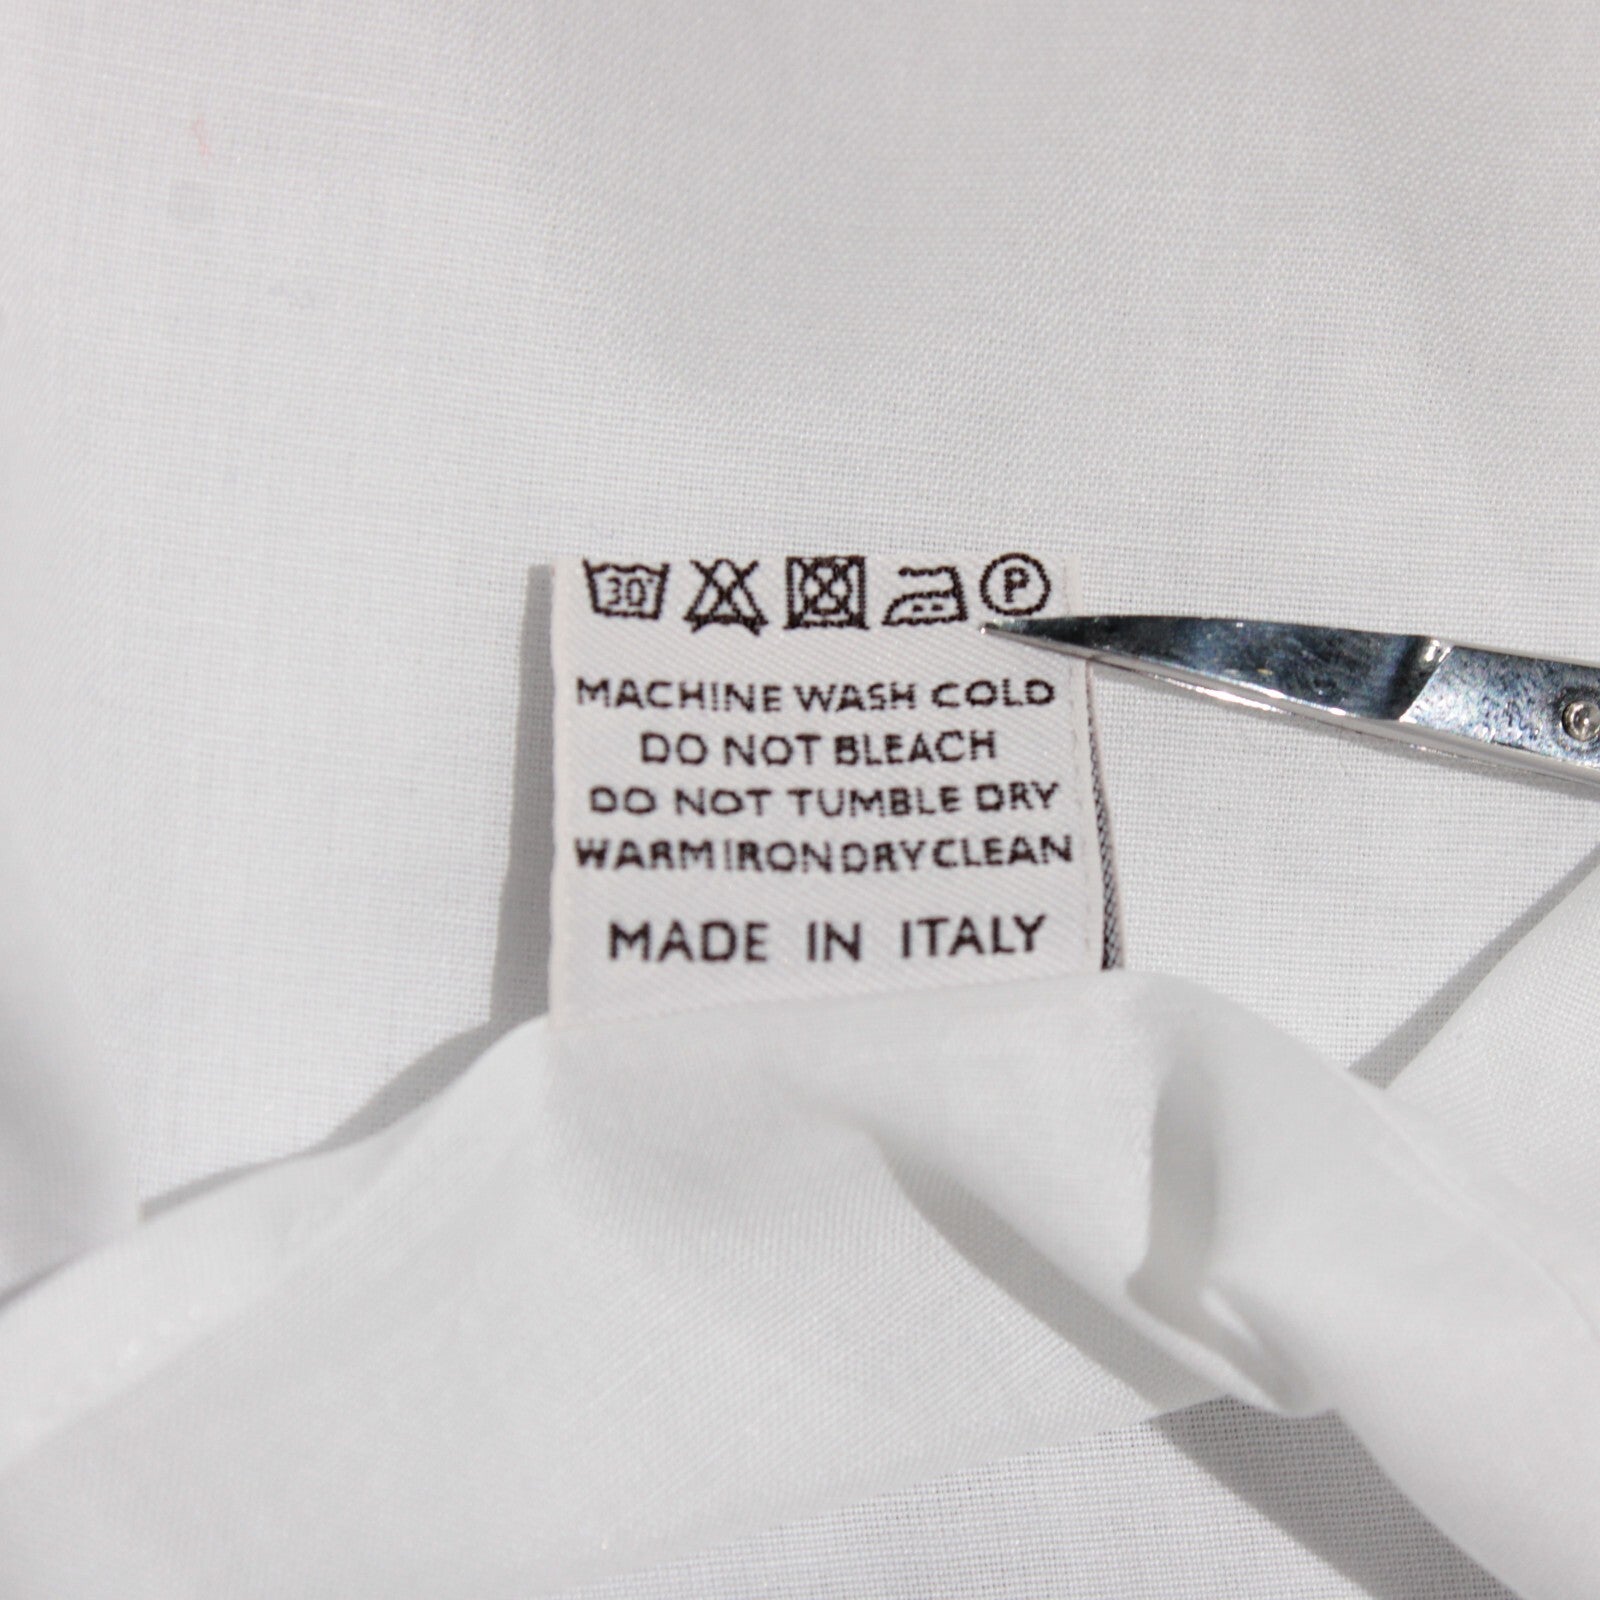 30° P
MACHINE WASH COLD
DO NOT BLEACH
DO NOT TUMBLE DRY
WARM IRON DRY CLEAN
MADE IN ITALY